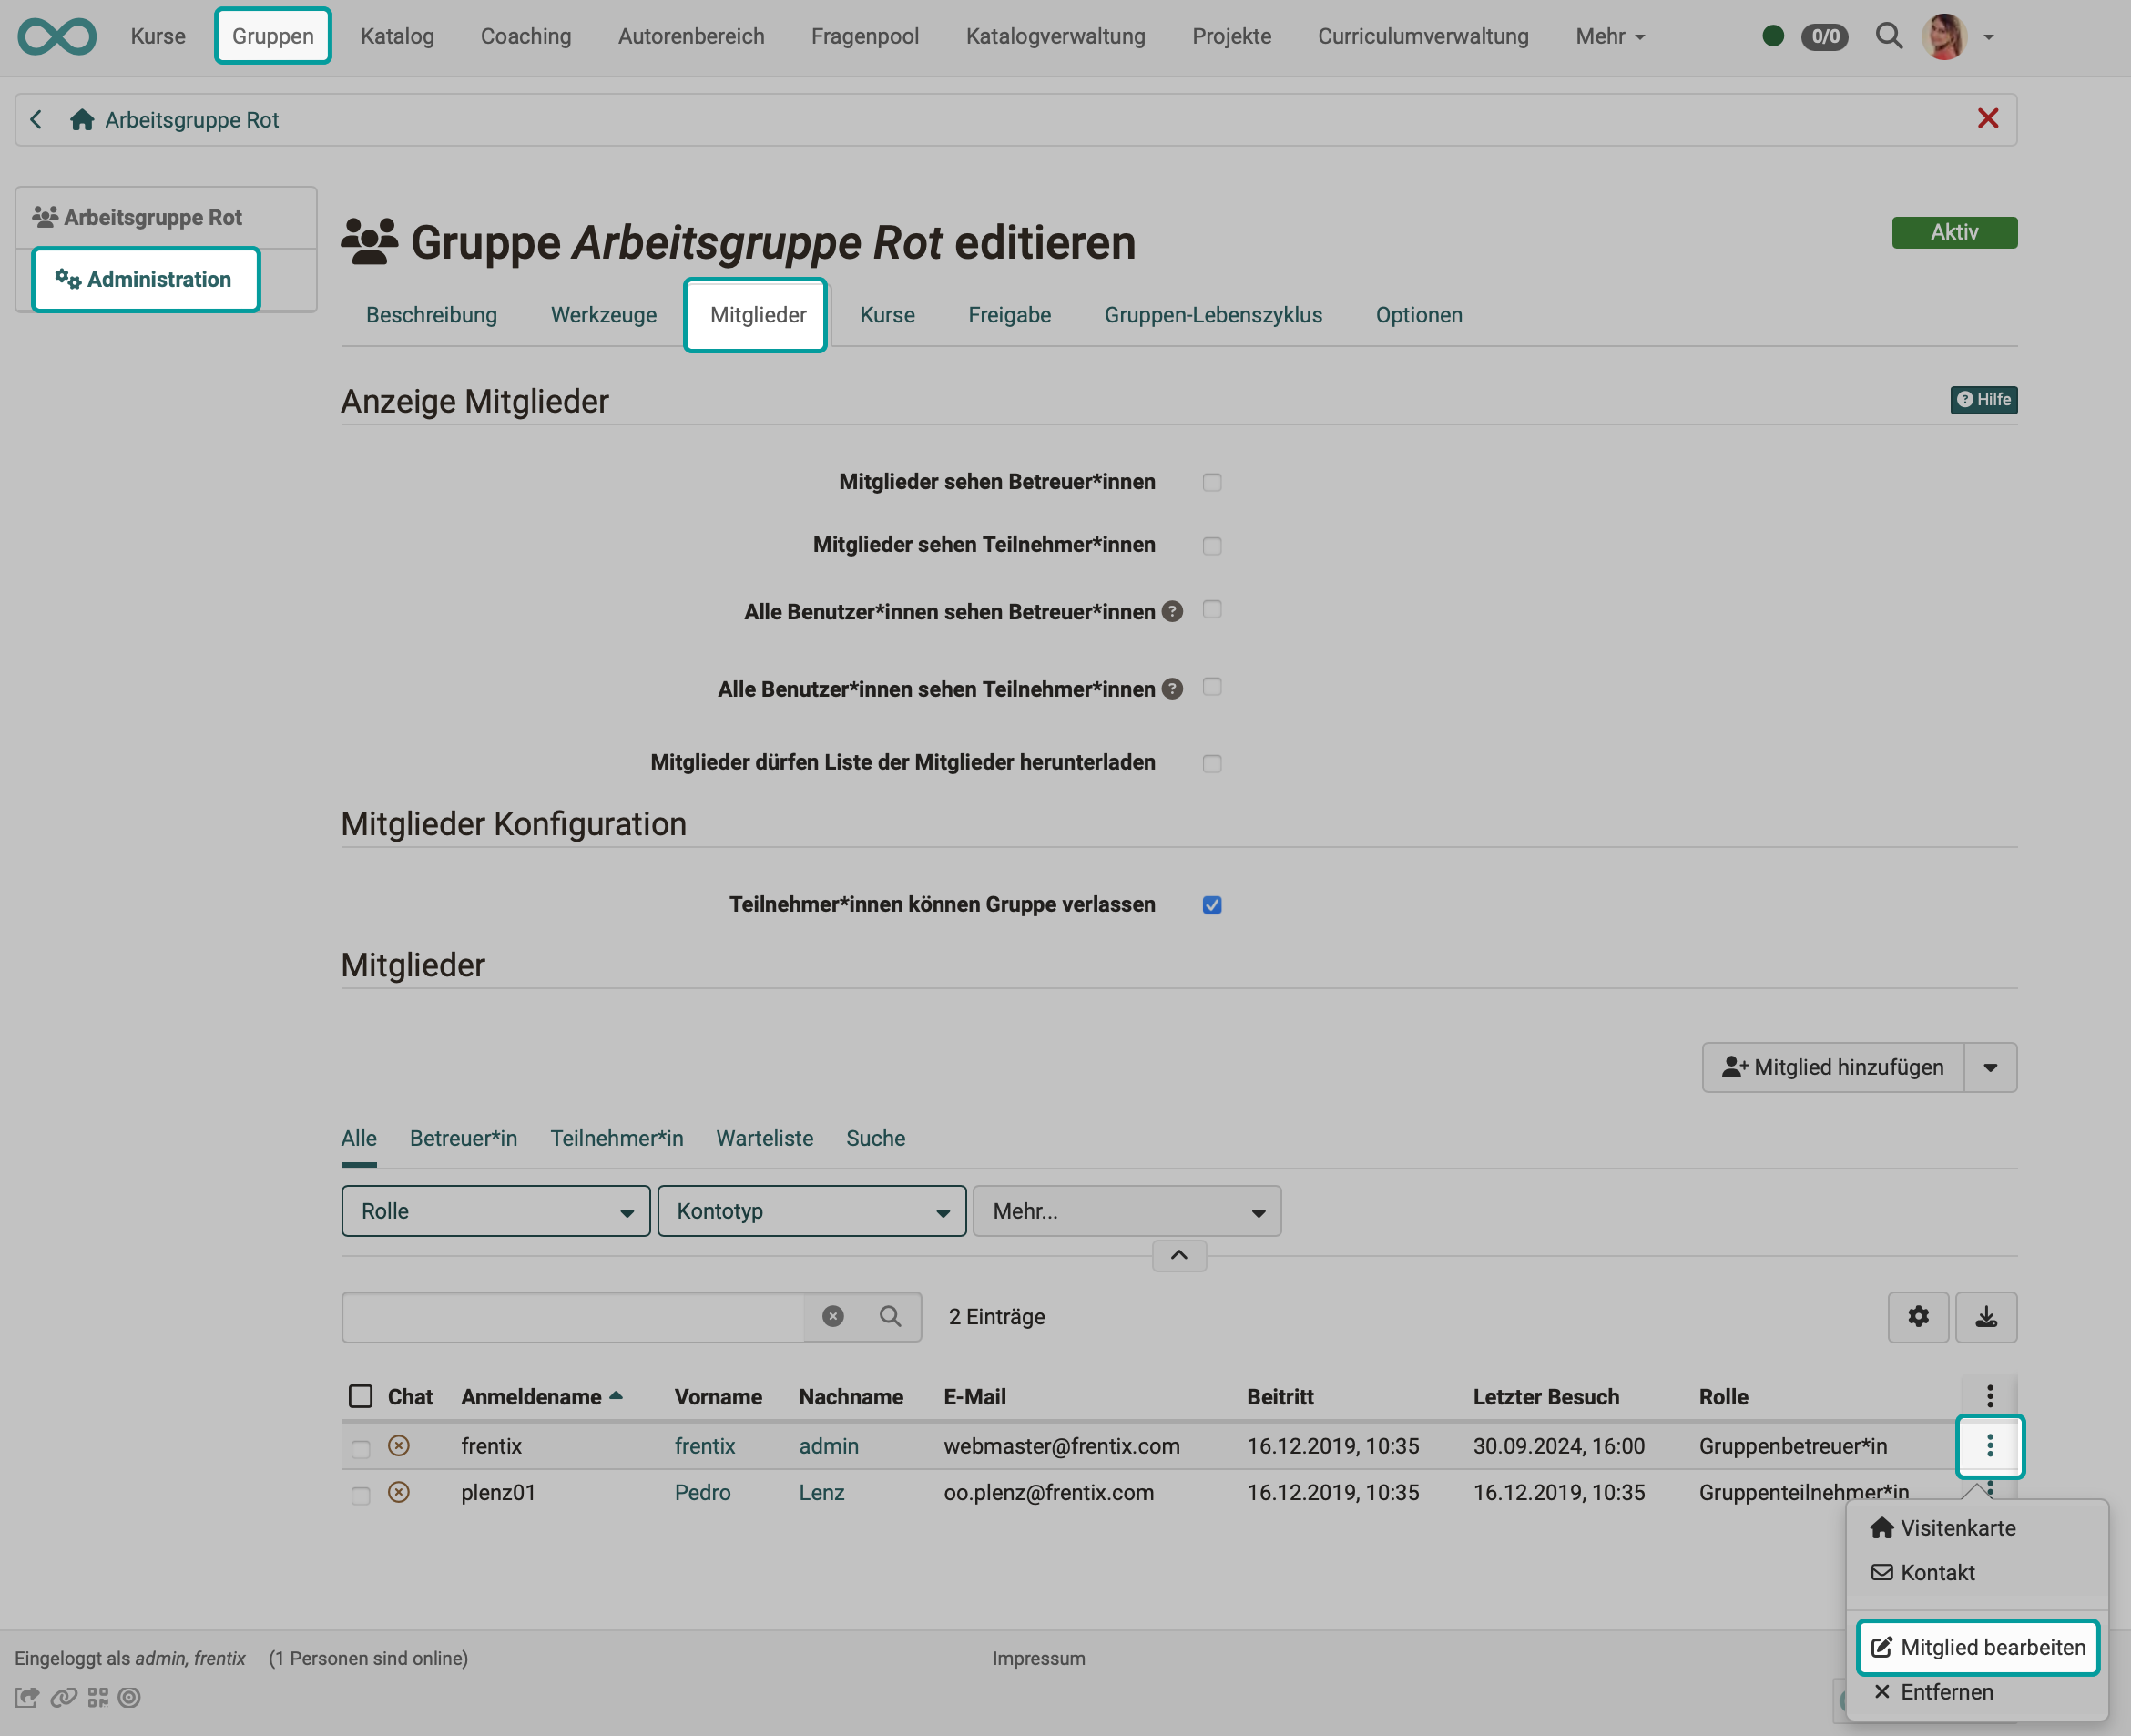 Kurse Gruppen Katalog Coaching Autorenbereich Fragenpool Katalogverwaltung Projekte Curriculumverwaltung Mehr 0/0
Arbeitsgruppe Rot
Arbeitsgruppe Rot
Administration
Gruppe Arbeitsgruppe Rot editieren
Aktiv
Beschreibung Werkzeuge Mitglieder Kurse Freigabe Gruppen-Lebenszyklus Optionen
Anzeige Mitglieder
? Hilfe
Mitglieder sehen Betreuer*innen
Mitglieder sehen Teilnehmer*innen
Alle Benutzer*innen sehen Betreuer*innen ?
Alle Benutzer*innen sehen Teilnehmer*innen ?
Mitglieder dürfen Liste der Mitglieder herunterladen
Mitglieder Konfiguration
Teilnehmer*innen können Gruppe verlassen
Mitglieder
Mitglied hinzufügen
Alle Betreuer*in Teilnehmer*in Warteliste Suche
Rolle Kontotyp Mehr...
2 Einträge
Chat Anmeldename Vorname Nachname E-Mail Beitritt Letzter Besuch Rolle
frentix frentix admin webmaster@frentix.com 16.12.2019, 10:35 30.09.2024, 16:00 Gruppenbetreuer*in
plenz01 Pedro Lenz oo.plenz@frentix.com 16.12.2019, 10:35 16.12.2019, 10:35 Gruppenteilnehmer*in
Visitenkarte
Kontakt
Mitglied bearbeiten
Entfernen
Eingeloggt als admin, frentix (1 Personen sind online)
Impressum